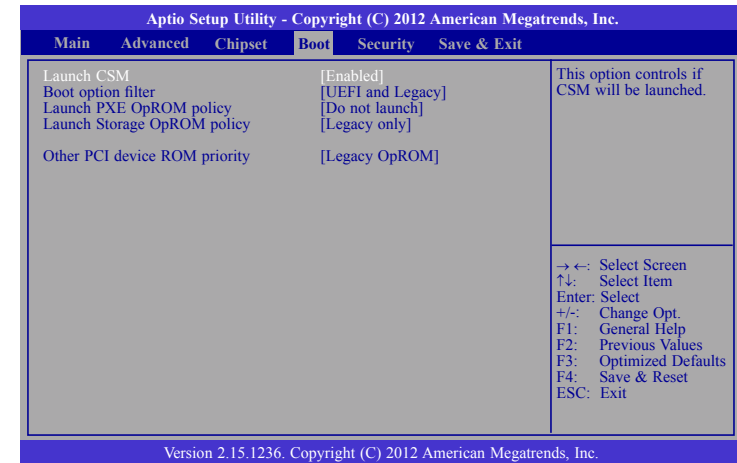 Aptio Setup Utility - Copyright (C) 2012 American Megatrends, Inc.
Main Advanced Chipset Boot Security Save & Exit
Launch CSM [Enabled]
Boot option filter [UEFI and Legacy]
Launch PXE OpROM policy [Do not launch]
Launch Storage OpROM policy [Legacy only]
Other PCI device ROM priority [Legacy OpROM]
This option controls if
CSM will be launched.
→ ←: Select Screen
↑↓: Select Item
Enter: Select
+/-: Change Opt.
F1: General Help
F2: Previous Values
F3: Optimized Defaults
F4: Save & Reset
ESC: Exit
Version 2.15.1236. Copyright (C) 2012 American Megatrends, Inc.